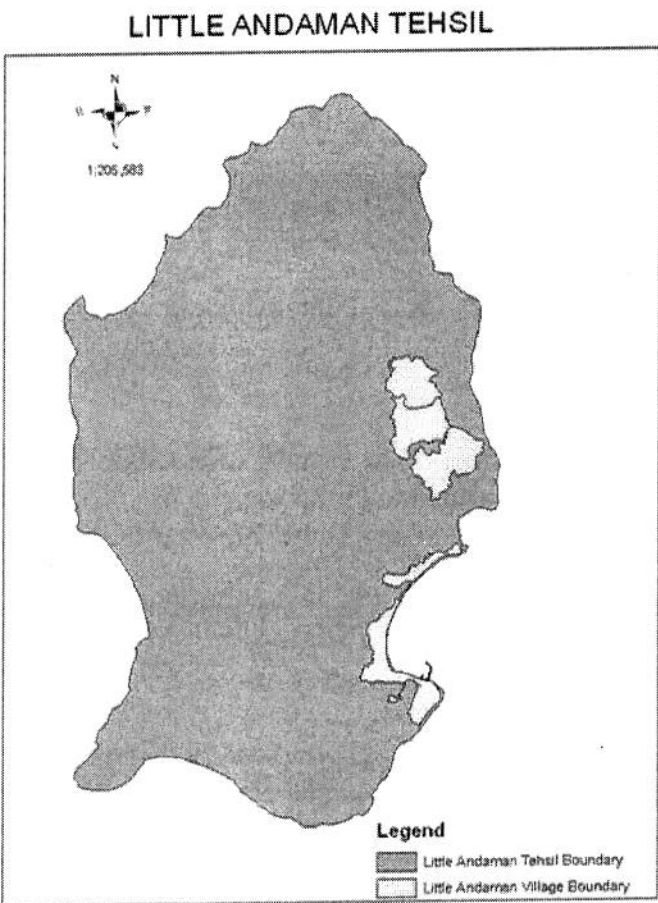 LITTLE ANDAMAN TEHSIL
N
1:205,583
Legend
Little Andaman Tehsil Boundary
Little Andaman Village Boundary